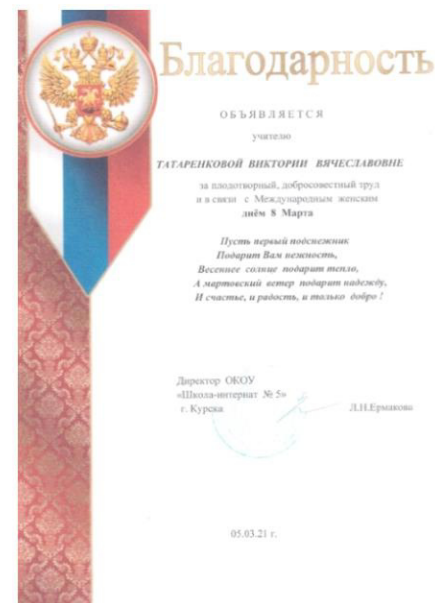 Благодарность
ОБЪЯВЛЯЕТСЯ
учителю
ТАТАРЕНКОВОЙ ВИКТОРИИ ВЯЧЕСЛАВОВНЕ
за плодотворный, добросовестный труд
и в связи с Международным женским
днём 8 Марта
Пусть первый подснежник
Подарит Вам нежность,
Весеннее солнце подарит тепло,
А мартовский ветер подарит надежду,
И счастье, и радость, и только добро !
Директор ОКОУ
«Школа-интернат № 5»
г. Курска Л.Н.Ермакова
05.03.21 г.